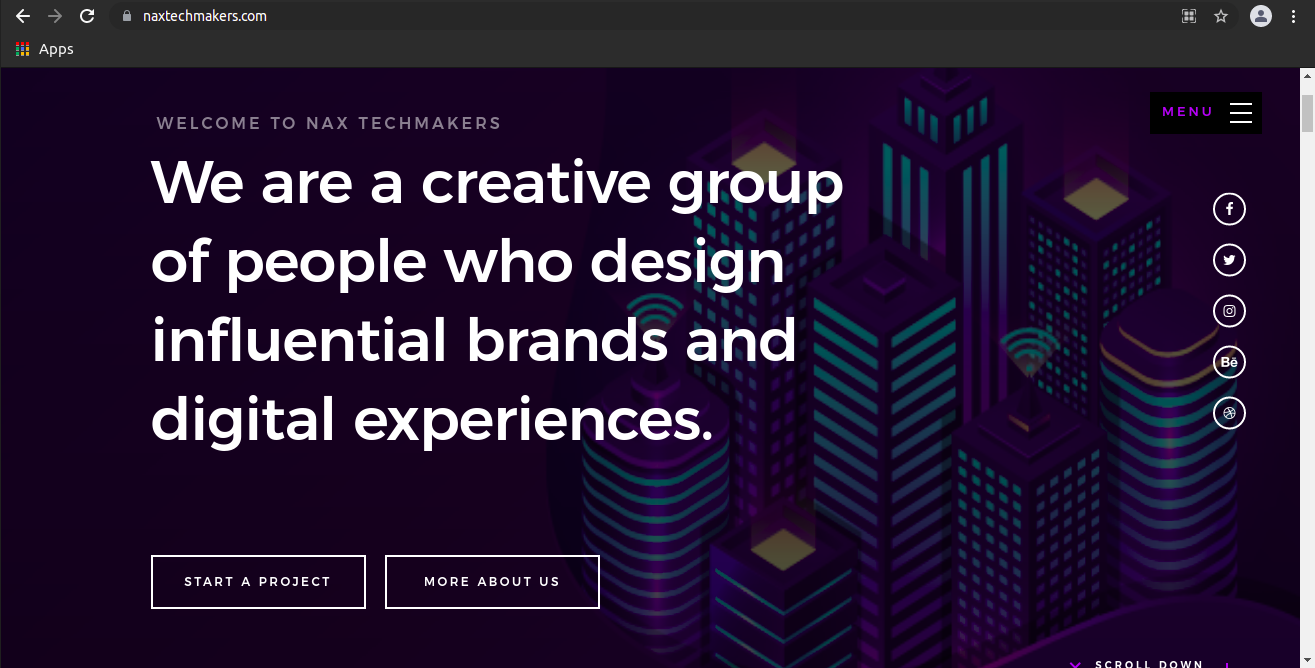 naxtechmakers.com
Apps
WELCOME TO NAX TECHMAKERS
MENU
We are a creative group
of people who design
influential brands and
digital experiences.
Bē
START A PROJECT
MORE ABOUT US
SCROLL DOWN